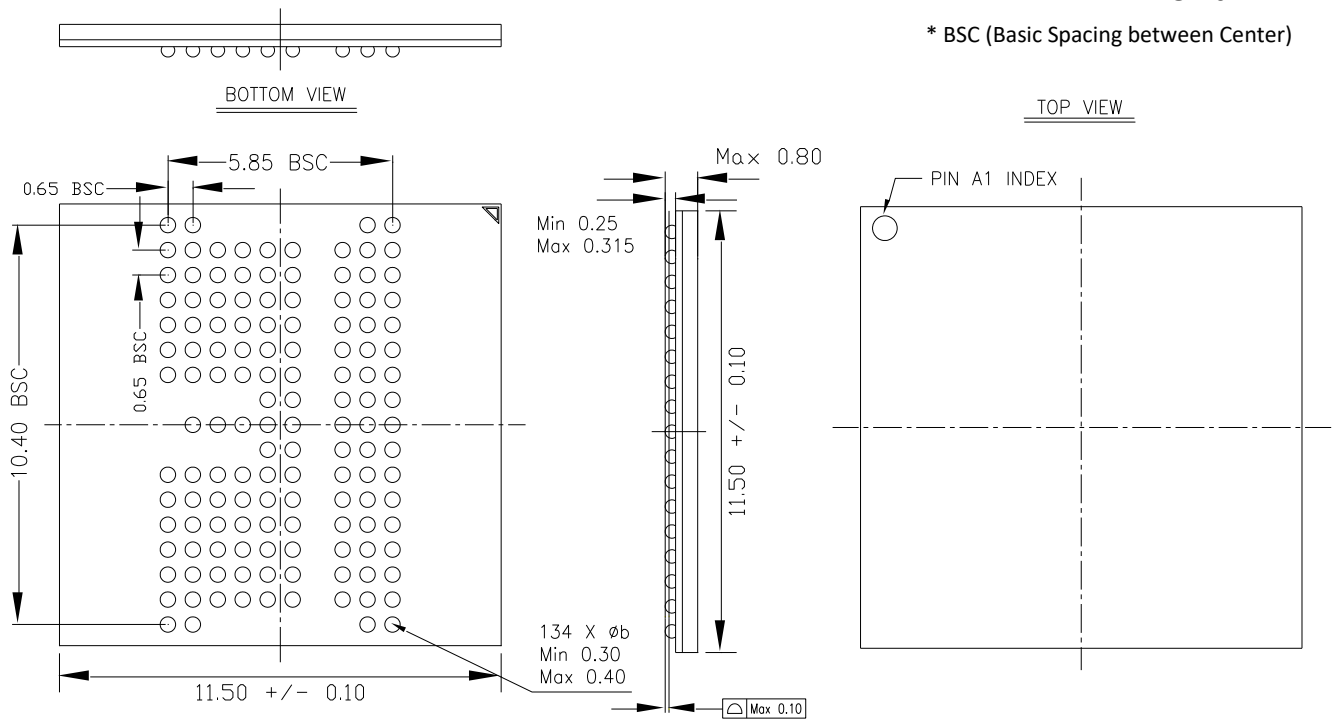 * BSC (Basic Spacing between Center)
BOTTOM VIEW
TOP VIEW
5.85 BSC
0.65 BSC
Max 0.80
PIN A1 INDEX
Min 0.25
Max 0.315
0.65 BSC
10.40 BSC
11.50 +/- 0.10
134 X øb
Min 0.30
Max 0.40
11.50 +/- 0.10
Max 0.10